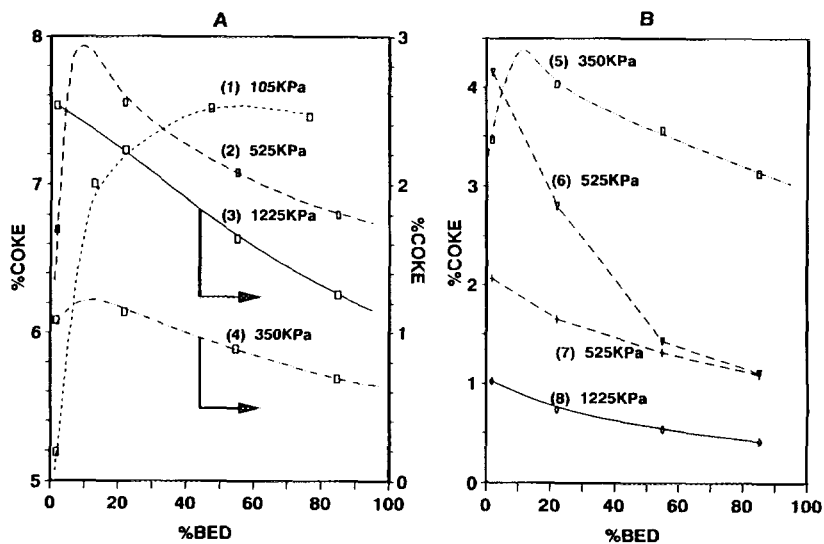 A
B
8
7
6
5
%COKE
3
2
1
0
%COKE
0 20 40 60 80 100
%BED
(1) 105KPa
(2) 525KPa
(3) 1225KPa
(4) 350KPa
4
3
2
1
0
0 20 40 60 80 100
%BED
(5) 350KPa
(6) 525KPa
(7) 525KPa
(8) 1225KPa